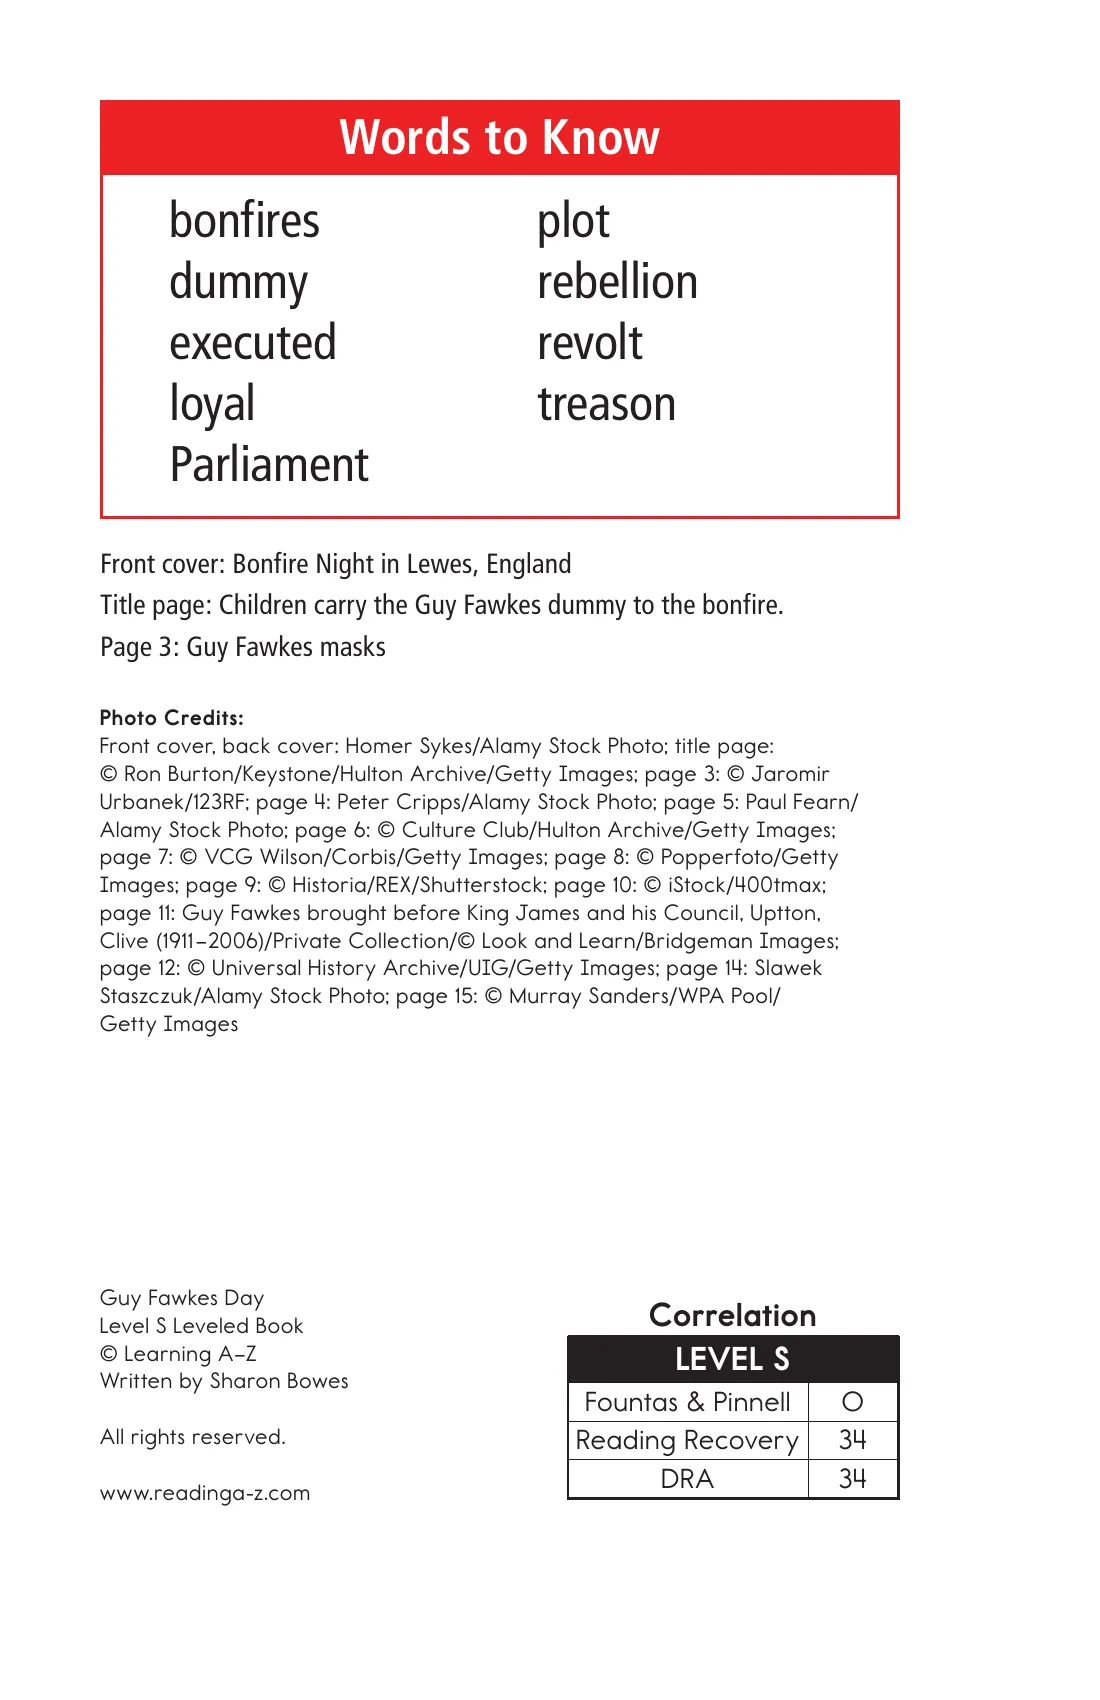 Words to Know
bonfires
dummy
executed
loyal
Parliament
plot
rebellion
revolt
treason
Front cover: Bonfire Night in Lewes, England
Title page: Children carry the Guy Fawkes dummy to the bonfire.
Page 3: Guy Fawkes masks
Photo Credits:
Front cover, back cover: Homer Sykes/Alamy Stock Photo; title page:
© Ron Burton/Keystone/Hulton Archive/Getty Images; page 3: © Jaromir
Urbanek/123RF; page 4: Peter Cripps/Alamy Stock Photo; page 5: Paul Fearn/
Alamy Stock Photo; page 6: © Culture Club/Hulton Archive/Getty Images;
page 7: © VCG Wilson/Corbis/Getty Images; page 8: © Popperfoto/Getty
Images; page 9: © Historia/REX/Shutterstock; page 10: © iStock/400tmax;
page 11: Guy Fawkes brought before King James and his Council, Uptton,
Clive (1911–2006)/Private Collection/© Look and Learn/Bridgeman Images;
page 12: © Universal History Archive/UIG/Getty Images; page 14: Slawek
Staszczuk/Alamy Stock Photo; page 15: © Murray Sanders/WPA Pool/
Getty Images
Guy Fawkes Day
Level S Leveled Book
© Learning A–Z
Written by Sharon Bowes
All rights reserved.
www.readinga-z.com
Correlation
LEVEL S
Fountas & Pinnell O
Reading Recovery 34
DRA 34